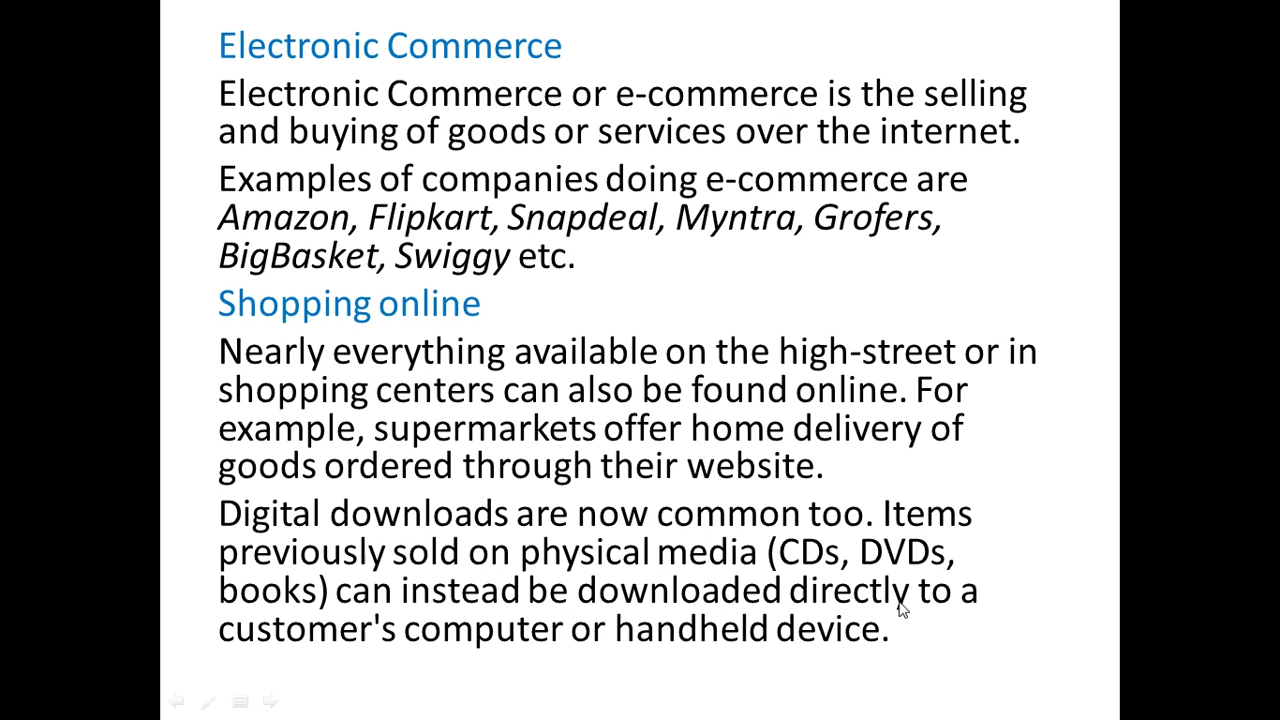 Electronic Commerce
Electronic Commerce or e-commerce is the selling
and buying of goods or services over the internet.
Examples of companies doing e-commerce are
Amazon, Flipkart, Snapdeal, Myntra, Grofers,
BigBasket, Swiggy etc.
Shopping online
Nearly everything available on the high-street or in
shopping centers can also be found online. For
example, supermarkets offer home delivery of
goods ordered through their website.
Digital downloads are now common too. Items
previously sold on physical media (CDs, DVDs,
books) can instead be downloaded directly to a
customer's computer or handheld device.